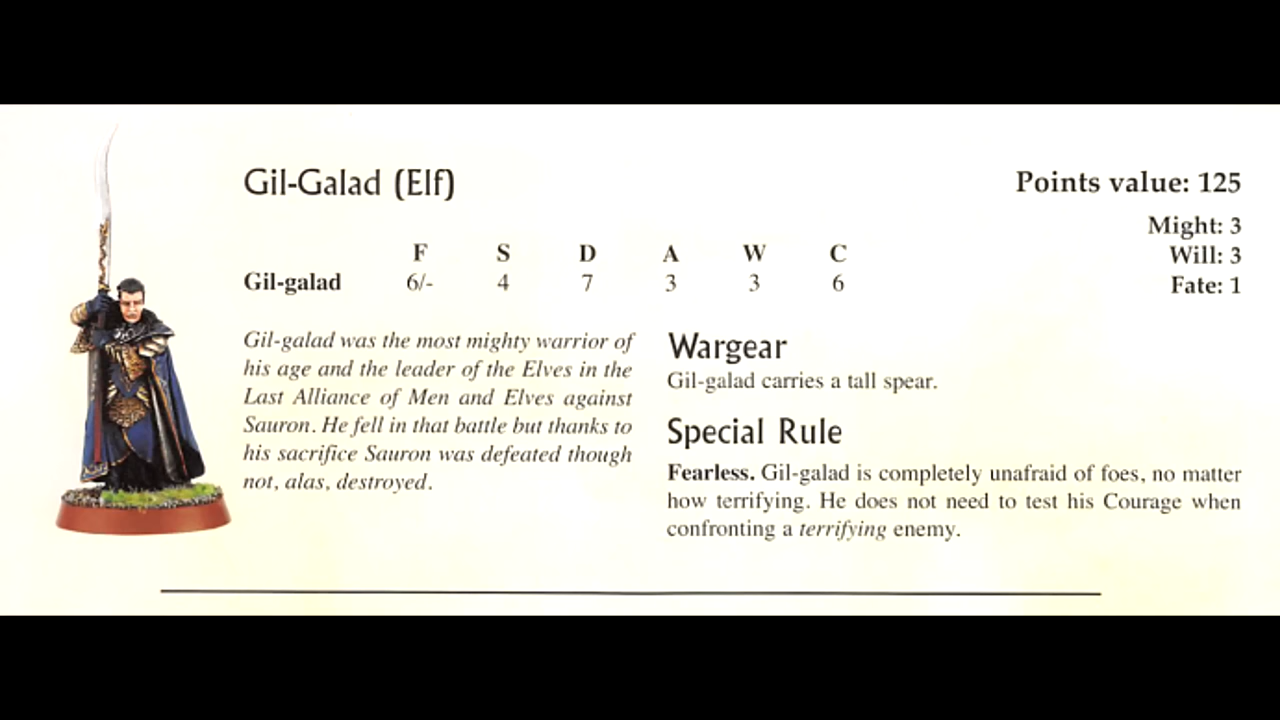 Gil-Galad (Elf)
Points value: 125
Might: 3
Will: 3
Fate: 1
F S D A W C
Gil-galad 6/- 4 7 3 3 6
Gil-galad was the most mighty warrior of
his age and the leader of the Elves in the
Last Alliance of Men and Elves against
Sauron. He fell in that battle but thanks to
his sacrifice Sauron was defeated though
not, alas, destroyed.
Wargear
Gil-galad carries a tall spear.
Special Rule
Fearless. Gil-galad is completely unafraid of foes, no matter
how terrifying. He does not need to test his Courage when
confronting a terrifying enemy.